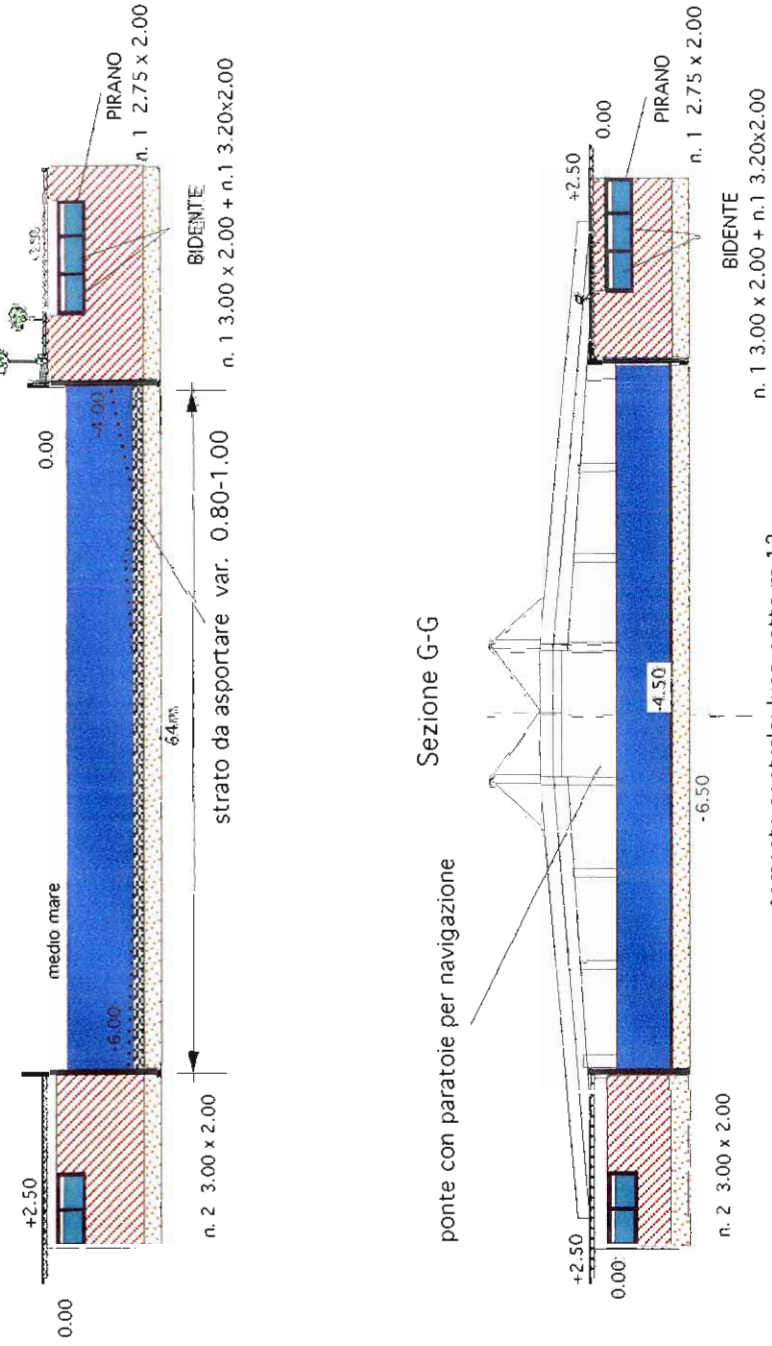 +2.50
0.00
n. 2 3.00 x 2.00
medio mare
-6.00
64.m
strato da asportare var. 0.80-1.00
0.00
-4.00
+2.50
PIRANO
n. 1 2.75 x 2.00
BIDENTE
n. 1 3.00 x 2.00 + n.1 3.20x2.00
Sezione G-G
ponte con paratoie per navigazione
+2.50
0.00
n. 2 3.00 x 2.00
-4.50
-6.50
+2.50
0.00
PIRANO
n. 1 2.75 x 2.00
BIDENTE
n. 1 3.00 x 2.00 + n.1 3.20x2.00